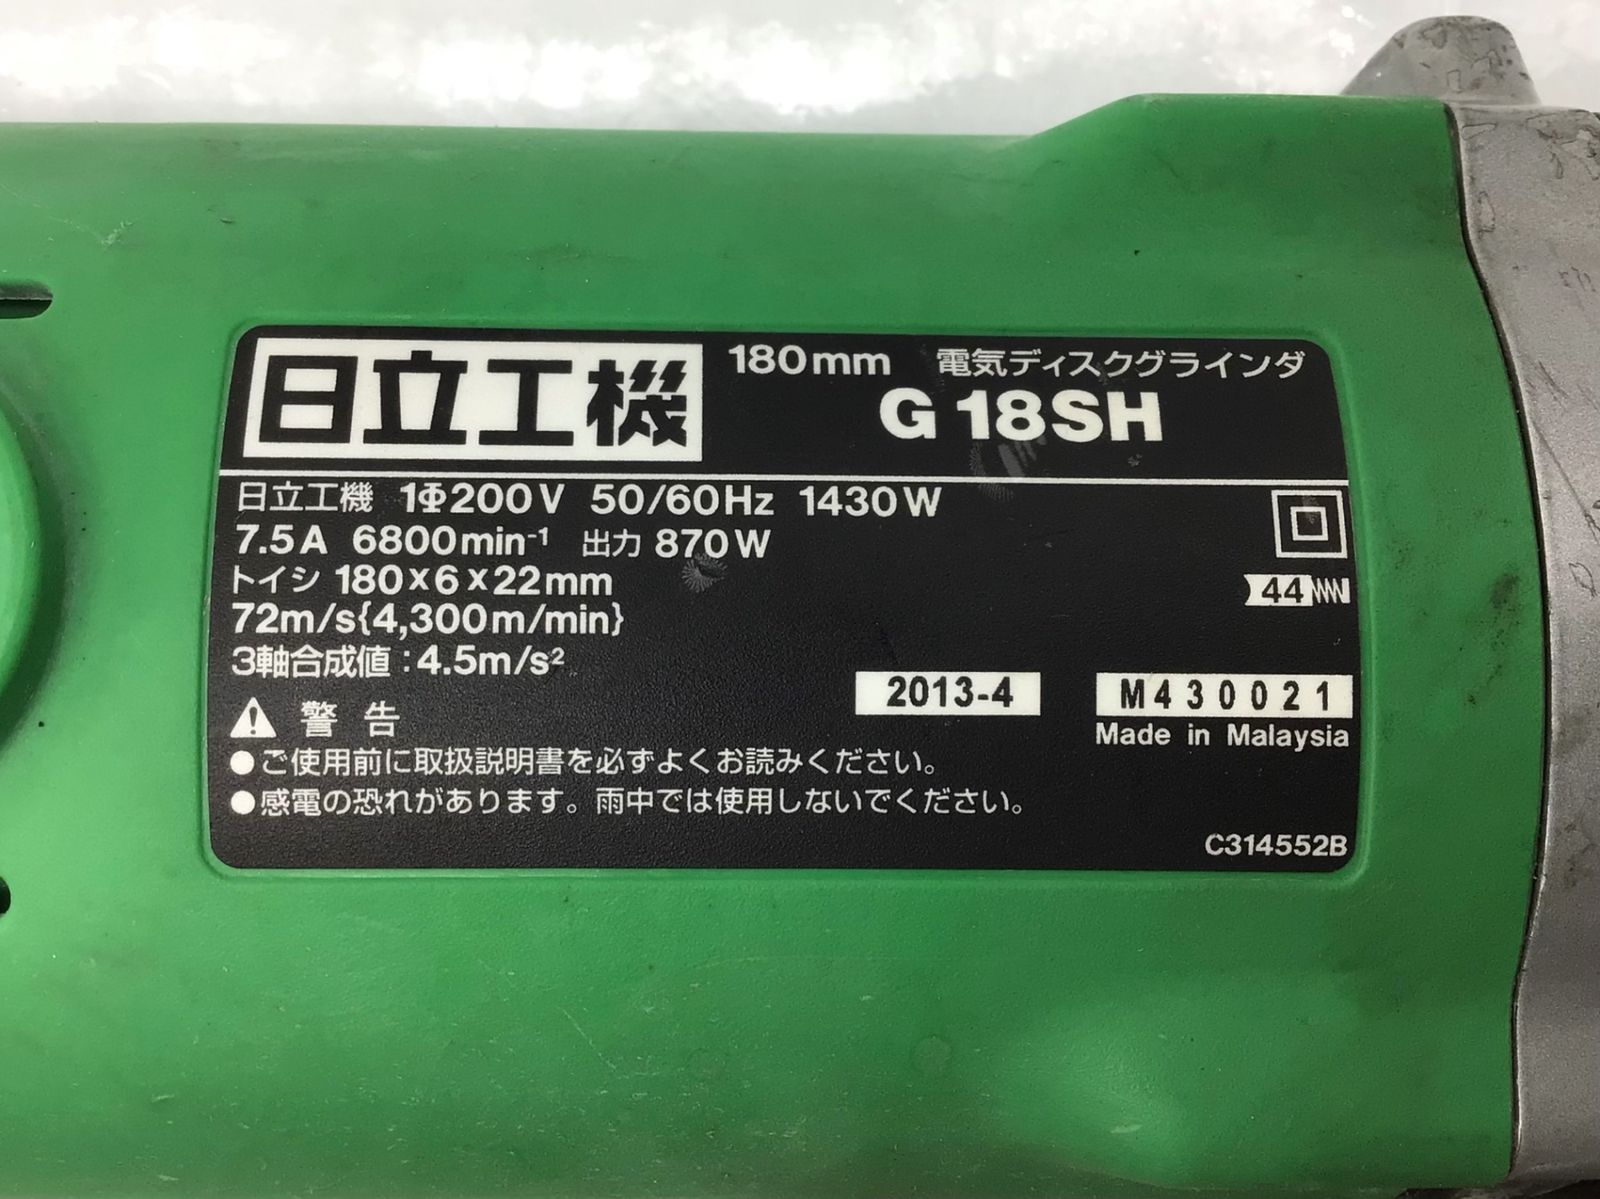 日立工機
180mm 電気ディスクグラインダ
G 18SH
日立工機 1Φ200V 50/60Hz 1430W
7.5A 6800min⁻¹ 出力 870W
トイシ 180×6×22mm
72m/s{4,300m/min}
44
3軸合成値:4.5m/s²
2013-4 M430021
警告
Made in Malaysia
●ご使用前に取扱説明書を必ずよくお読みください。
●感電の恐れがあります。雨中では使用しないでください。
C314552B